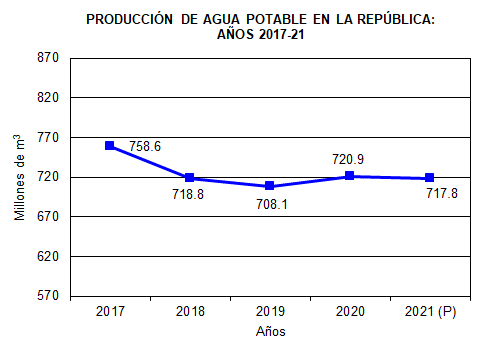 PRODUCCIÓN DE AGUA POTABLE EN LA REPÚBLICA:
AÑOS 2017-21
Millones de m³
870
820
770
720
670
620
570
758.6
718.8
708.1
720.9
717.8
2017 2018 2019 2020 2021 (P)
Años